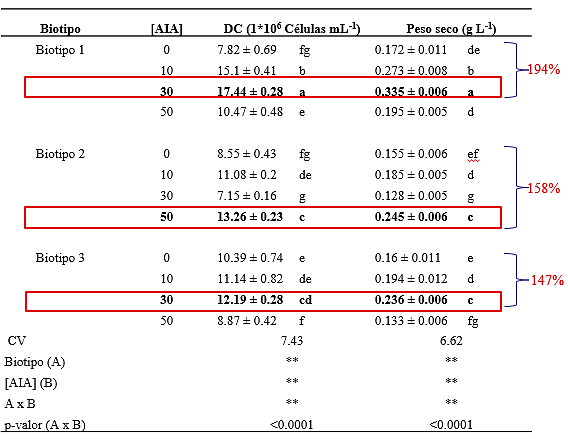 Biotipo [AIA] DC (1*10⁶ Células mL⁻¹) Peso seco (g L⁻¹)
Biotipo 1 0 7.82 ± 0.69 fg 0.172 ± 0.011 de
10 15.1 ± 0.41 b 0.273 ± 0.008 b
194%
30 17.44 ± 0.28 a 0.335 ± 0.006 a
50 10.47 ± 0.48 e 0.195 ± 0.005 d
Biotipo 2 0 8.55 ± 0.43 fg 0.155 ± 0.006 ef
10 11.08 ± 0.2 de 0.185 ± 0.005 d
158%
30 7.15 ± 0.16 g 0.128 ± 0.005 g
50 13.26 ± 0.23 c 0.245 ± 0.006 c
Biotipo 3 0 10.39 ± 0.74 e 0.16 ± 0.011 e
10 11.14 ± 0.82 de 0.194 ± 0.012 d
147%
30 12.19 ± 0.28 cd 0.236 ± 0.006 c
50 8.87 ± 0.42 f 0.133 ± 0.006 fg
CV 7.43 6.62
Biotipo (A) ** **
[AIA] (B) ** **
A x B ** **
p-valor (A x B) <0.0001 <0.0001